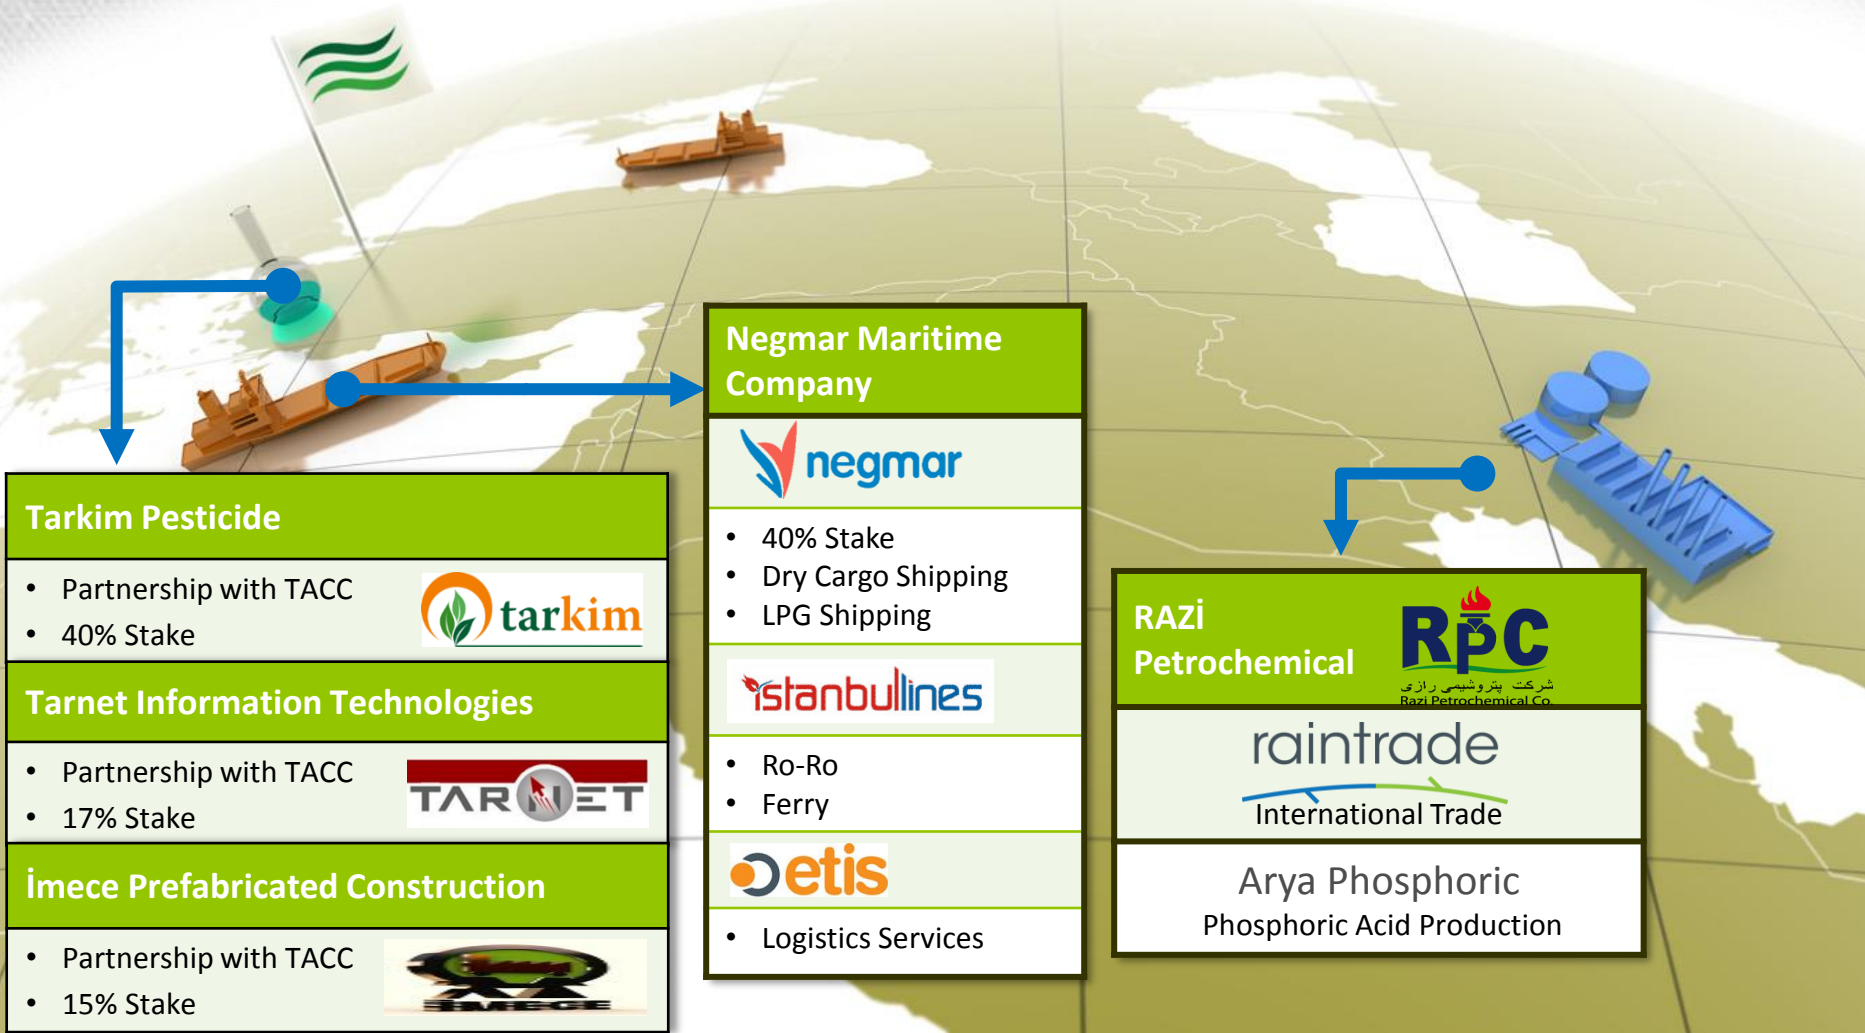 Tarkim Pesticide
• Partnership with TACC
• 40% Stake
tarkim
Tarnet Information Technologies
• Partnership with TACC
• 17% Stake
TARNET
İmece Prefabricated Construction
• Partnership with TACC
• 15% Stake
İMECE
Negmar Maritime
Company
negmar
• 40% Stake
• Dry Cargo Shipping
• LPG Shipping
istanbullines
• Ro-Ro
• Ferry
etis
• Logistics Services
RAZİ
Petrochemical
RPC
شرکت پتروشیمی رازی
Razi Petrochemical Co.
raintrade
International Trade
Arya Phosphoric
Phosphoric Acid Production